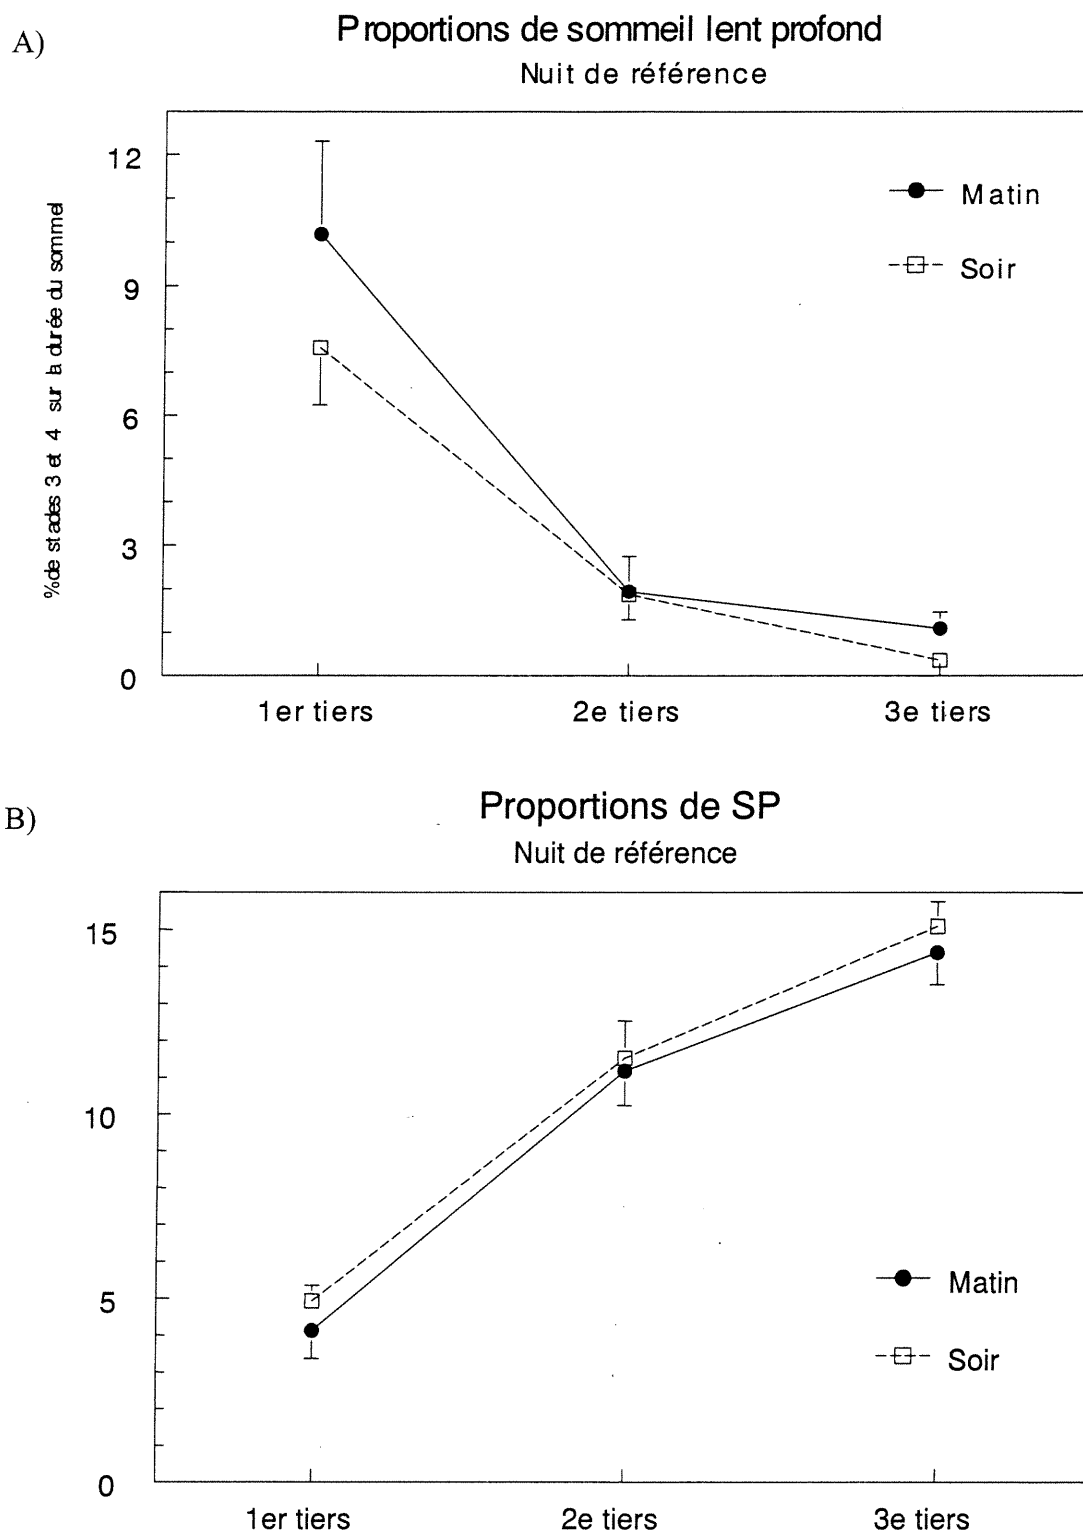 A)
Proportions de sommeil lent profond
Nuit de référence
12
9
6
3
0
% de stades 3 et 4 sur la durée du sommeil
Matin
Soir
1er tiers 2e tiers 3e tiers
B)
Proportions de SP
Nuit de référence
15
10
5
0
Matin
Soir
1er tiers 2e tiers 3e tiers